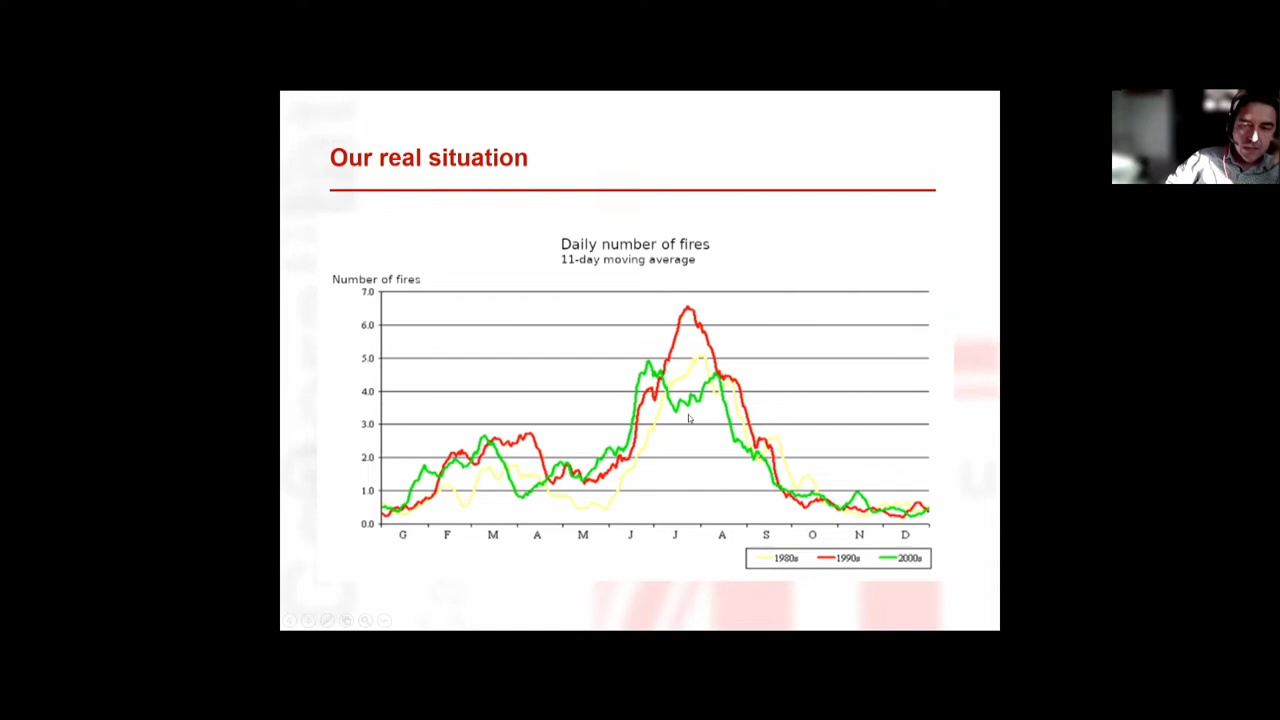 Our real situation
Daily number of fires
11-day moving average
Number of fires
7.0
6.0
5.0
4.0
3.0
2.0
1.0
0.0
G F M A M J J A S O N D
1980s 1990s 2000s